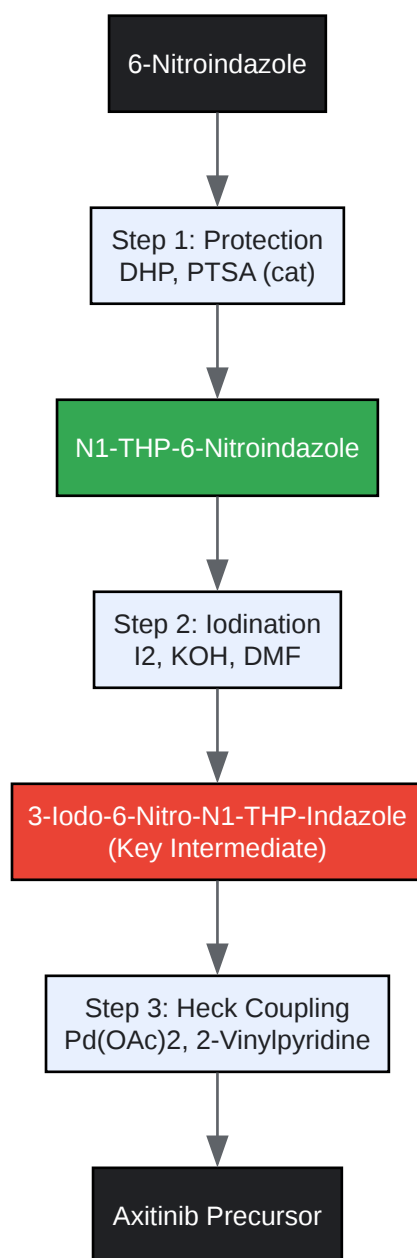 6-Nitroindazole
Step 1: Protection
DHP, PTSA (cat)
N1-THP-6-Nitroindazole
Step 2: Iodination
I2, KOH, DMF
3-Iodo-6-Nitro-N1-THP-Indazole
(Key Intermediate)
Step 3: Heck Coupling
Pd(OAc)2, 2-Vinylpyridine
Axitinib Precursor